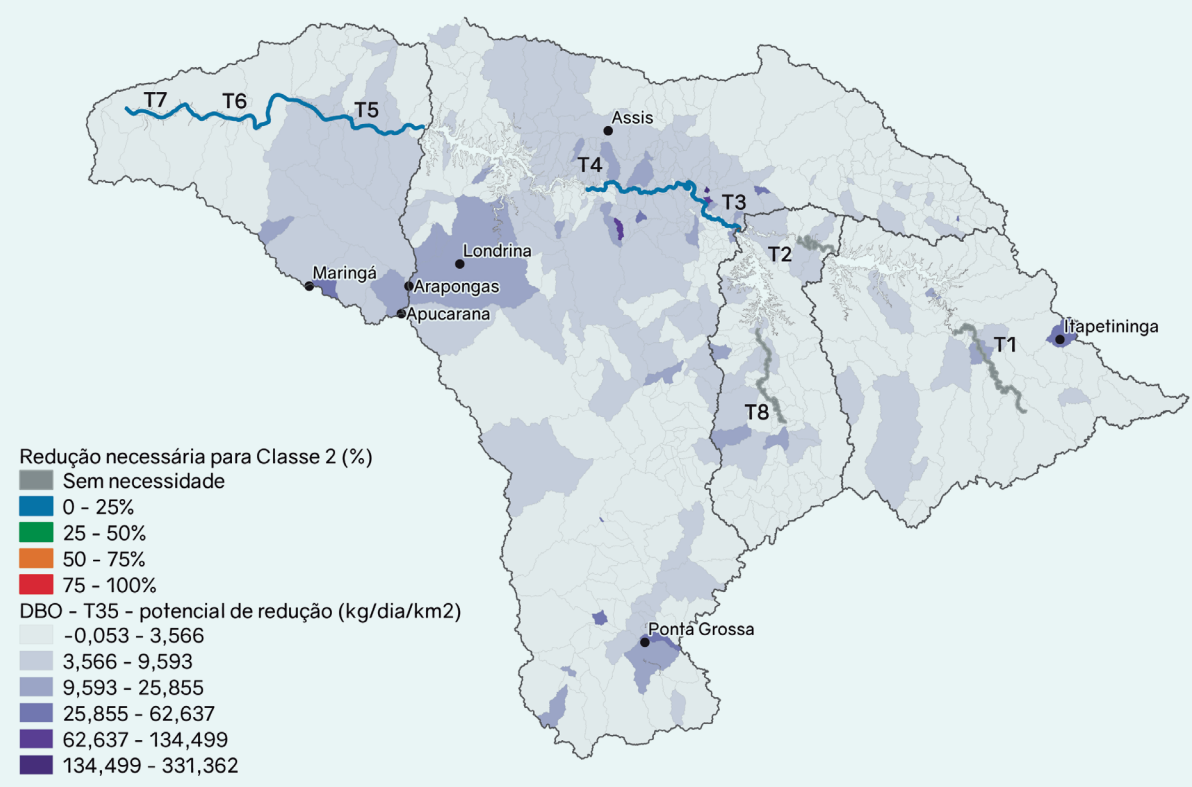 T7
T6
T5
Assis
T4
T3
T2
Londrina
Maringá
Arapongas
Apucarana
Itapetininga
T1
T8
Redução necessária para Classe 2 (%)
Sem necessidade
0 - 25%
25 - 50%
50 - 75%
75 - 100%
DBO - T35 - potencial de redução (kg/dia/km2)
-0,053 - 3,566
3,566 - 9,593
9,593 - 25,855
25,855 - 62,637
62,637 - 134,499
134,499 - 331,362
Ponta Grossa